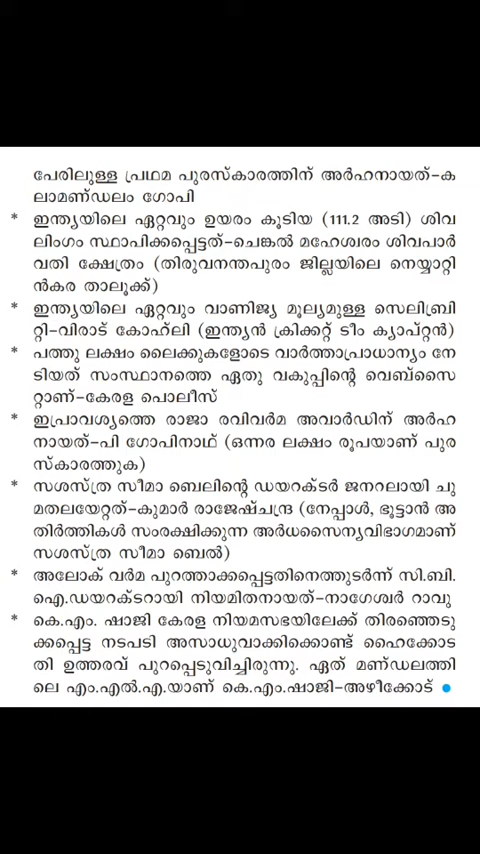 പേരിലുള്ള പ്രഥമ പുരസ്കാരത്തിന് അർഹനായത്-ക
ലാമണ്ഡലം ഗോപി
* ഇന്ത്യയിലെ ഏറ്റവും ഉയരം കൂടിയ (111.2 അടി) ശിവ
ലിംഗം സ്ഥാപിക്കപ്പെട്ടത്-ചെങ്കൽ മഹേശ്വരം ശിവപാർ
വതി ക്ഷേത്രം (തിരുവനന്തപുരം ജില്ലയിലെ നെയ്യാറ്റി
ൻകര താലൂക്ക്)
* ഇന്ത്യയിലെ ഏറ്റവും വാണിജ്യ മൂല്യമുള്ള സെലിബ്രി
റ്റി-വിരാട് കോഹ്‌ലി (ഇന്ത്യൻ ക്രിക്കറ്റ് ടീം ക്യാപ്റ്റൻ)
* പത്തു ലക്ഷം ലൈക്കുകളോടെ വാർത്താപ്രാധാന്യം നേ
ടിയത് സംസ്ഥാനത്തെ ഏതു വകുപ്പിന്റെ വെബ്സൈ
റ്റാണ്-കേരള പൊലീസ്
* ഇപ്രാവശ്യത്തെ രാജാ രവിവർമ അവാർഡിന് അർഹ
നായത്-പി ഗോപിനാഥ് (ഒന്നര ലക്ഷം രൂപയാണ് പുര
സ്കാരത്തുക)
* സശസ്ത്ര സീമാ ബെലിന്റെ ഡയറക്ടർ ജനറലായി ചു
മതലയേറ്റത്-കുമാർ രാജേഷ്ചന്ദ്ര (നേപ്പാൾ, ഭൂട്ടാൻ അ
തിർത്തികൾ സംരക്ഷിക്കുന്ന അർധസൈന്യവിഭാഗമാണ്
സശസ്ത്ര സീമാ ബെൽ)
* അലോക് വർമ പുറത്താക്കപ്പെട്ടതിനെത്തുടർന്ന് സി.ബി.
ഐ.ഡയറക്ടറായി നിയമിതനായത്-നാഗേശ്വർ റാവു
* കെ.എം. ഷാജി കേരള നിയമസഭയിലേക്ക് തിരഞ്ഞെടു
ക്കപ്പെട്ട നടപടി അസാധുവാക്കിക്കൊണ്ട് ഹൈക്കോട
തി ഉത്തരവ് പുറപ്പെടുവിച്ചിരുന്നു. ഏത് മണ്ഡലത്തി
ലെ എം.എൽ.എ.യാണ് കെ.എം.ഷാജി-അഴീക്കോട്